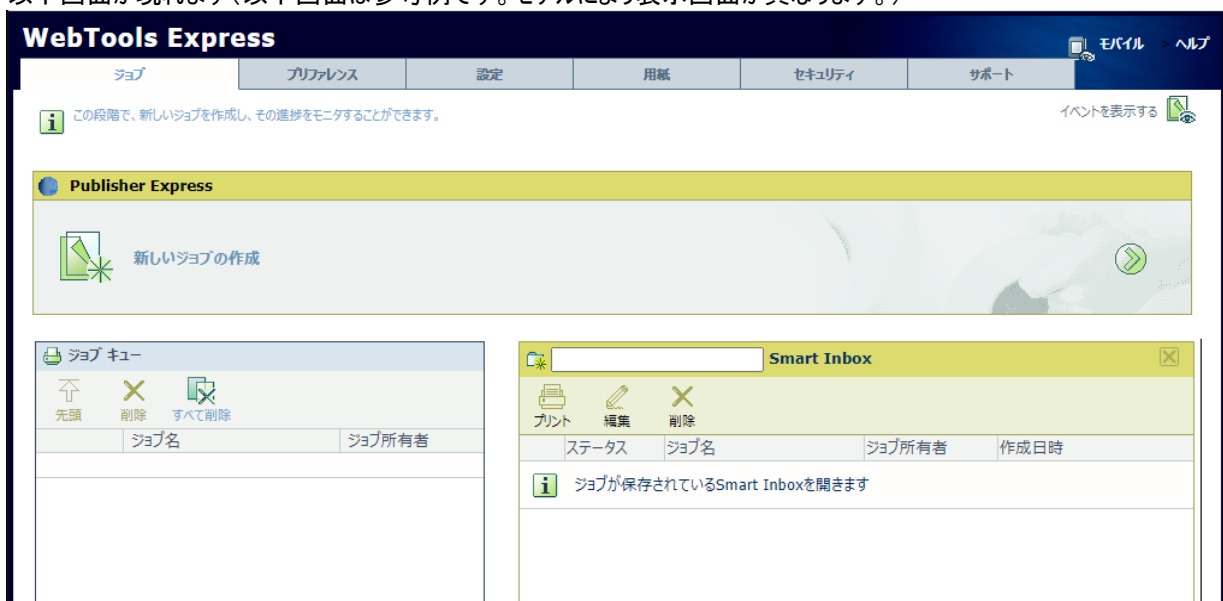 以下画面が現れます(以下画面は参考例です。モデルにより表示画面が異なります。)
WebTools Express
モバイル > ヘルプ
ジョブ プリファレンス 設定 用紙 セキュリティ サポート
この段階で、新しいジョブを作成し、その進捗をモニタすることができます。
イベントを表示する
Publisher Express
新しいジョブの作成
ジョブ キュー
先頭 削除 すべて削除
ジョブ名 ジョブ所有者
Smart Inbox
プリント 編集 削除
ステータス ジョブ名 ジョブ所有者 作成日時
ジョブが保存されているSmart Inboxを開きます